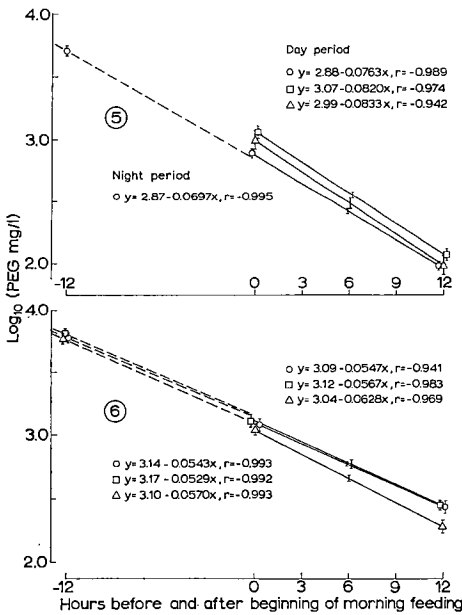 4.0
Day period
○ y= 2.88-0.0763x, r= -0.989
□ y= 3.07-0.0820x, r= -0.974
△ y= 2.99-0.0833x, r= -0.942
5
3.0
Night period
○ y= 2.87-0.0697x, r= -0.995
2.0
-12 0 3 6 9 12
Log10 (PEG mg/l)
4.0
○ y= 3.09-0.0547x, r= -0.941
□ y= 3.12-0.0567x, r= -0.983
△ y= 3.04-0.0628x, r= -0.969
6
3.0
○ y= 3.14-0.0543x, r= -0.993
□ y= 3.17-0.0529x, r= -0.992
△ y= 3.10-0.0570x, r= -0.993
2.0
-12 0 3 6 9 12
Hours before and after beginning of morning feeding